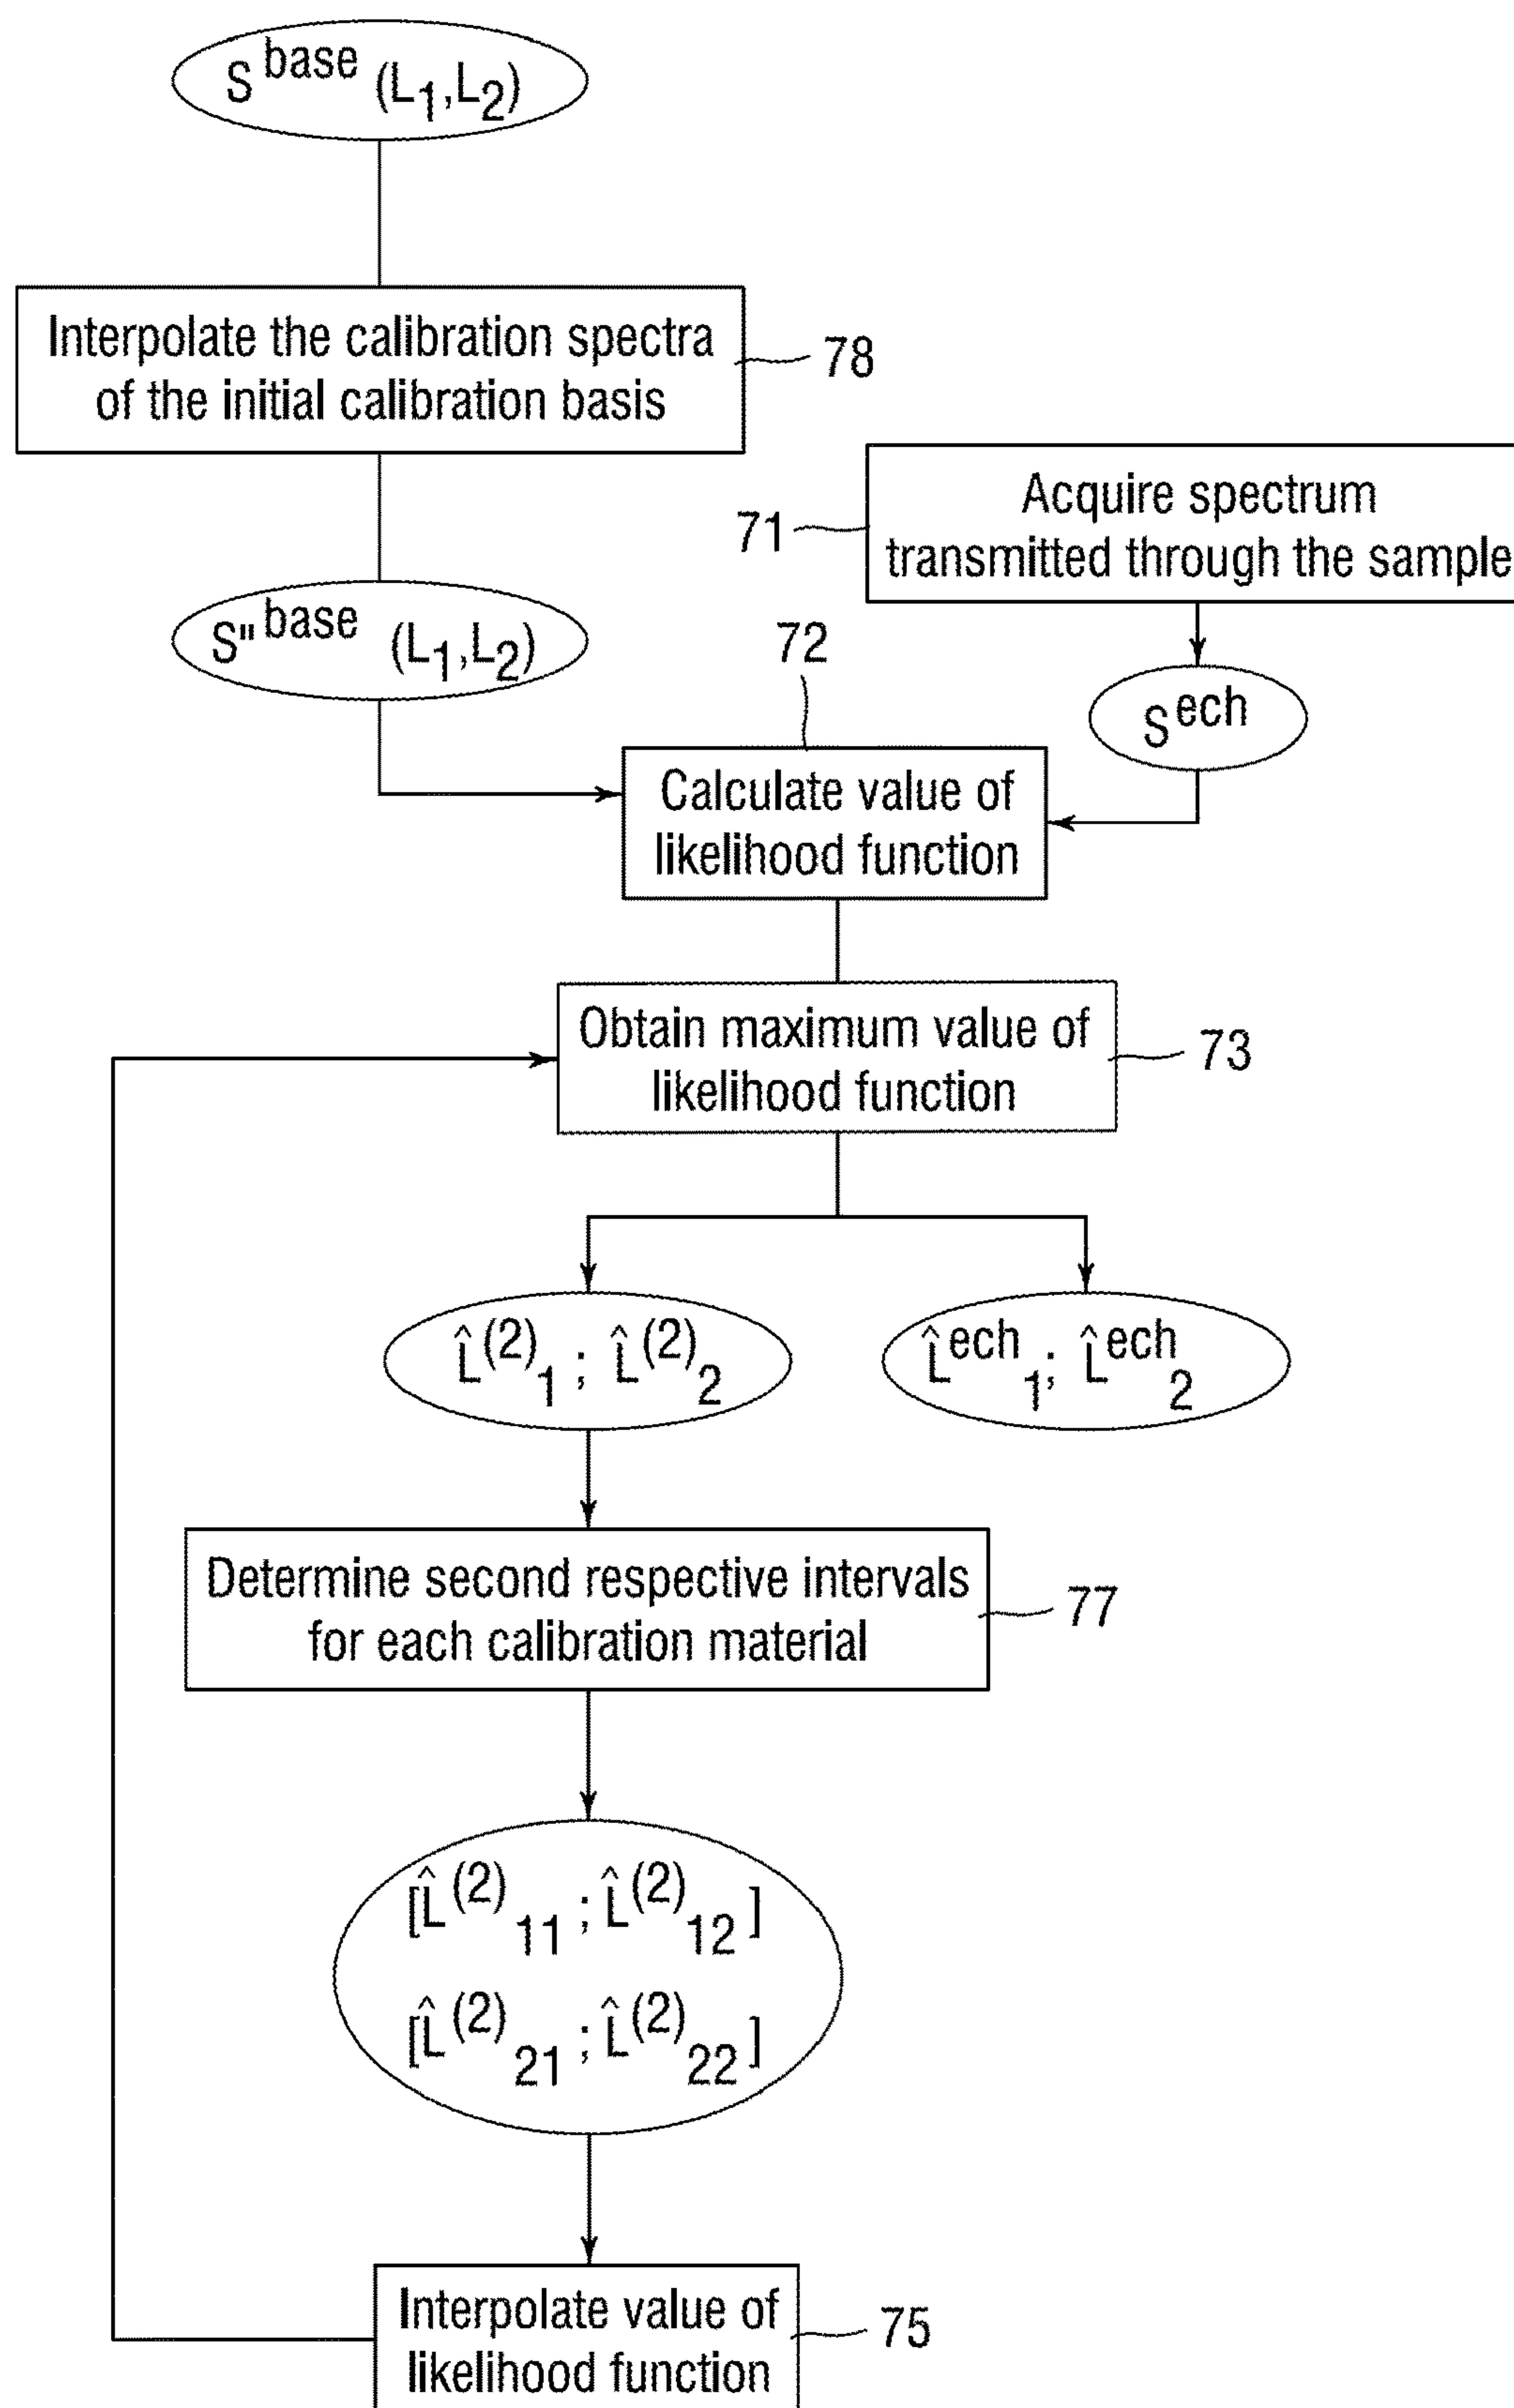 S base (L1,L2)
Interpolate the calibration spectra
of the initial calibration basis
78
Acquire spectrum
transmitted through the sample
71
S" base (L1,L2)
72
S ech
Calculate value of
likelihood function
Obtain maximum value of
likelihood function
73
L̂(2)1 ; L̂(2)2
L̂ech1; L̂ech2
Determine second respective intervals
for each calibration material
77
[L̂(2)11 ; L̂(2)12 ]
[L̂(2)21 ; L̂(2)22 ]
Interpolate value of
likelihood function
75